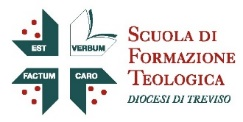 EST VERBUM
FACTUM CARO
SCUOLA DI
FORMAZIONE
TEOLOGICA
DIOCESI DI TREVISO